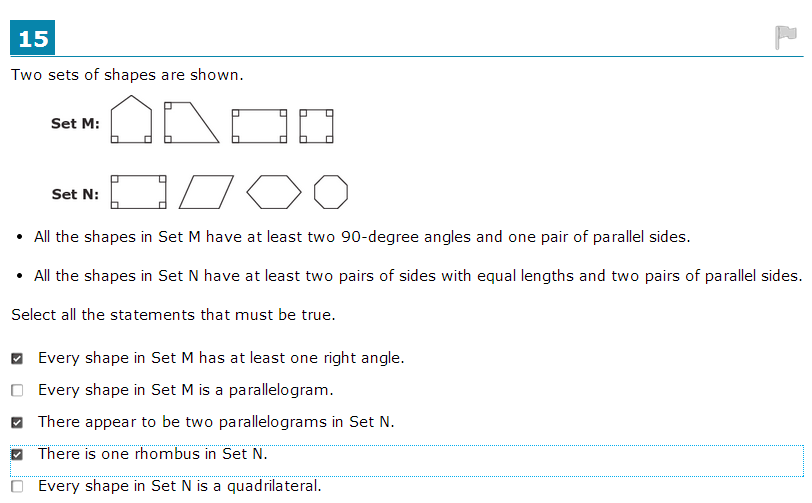 15
Two sets of shapes are shown.
Set M:
Set N:
• All the shapes in Set M have at least two 90-degree angles and one pair of parallel sides.
• All the shapes in Set N have at least two pairs of sides with equal lengths and two pairs of parallel sides.
Select all the statements that must be true.
Every shape in Set M has at least one right angle.
Every shape in Set M is a parallelogram.
There appear to be two parallelograms in Set N.
There is one rhombus in Set N.
Every shape in Set N is a quadrilateral.